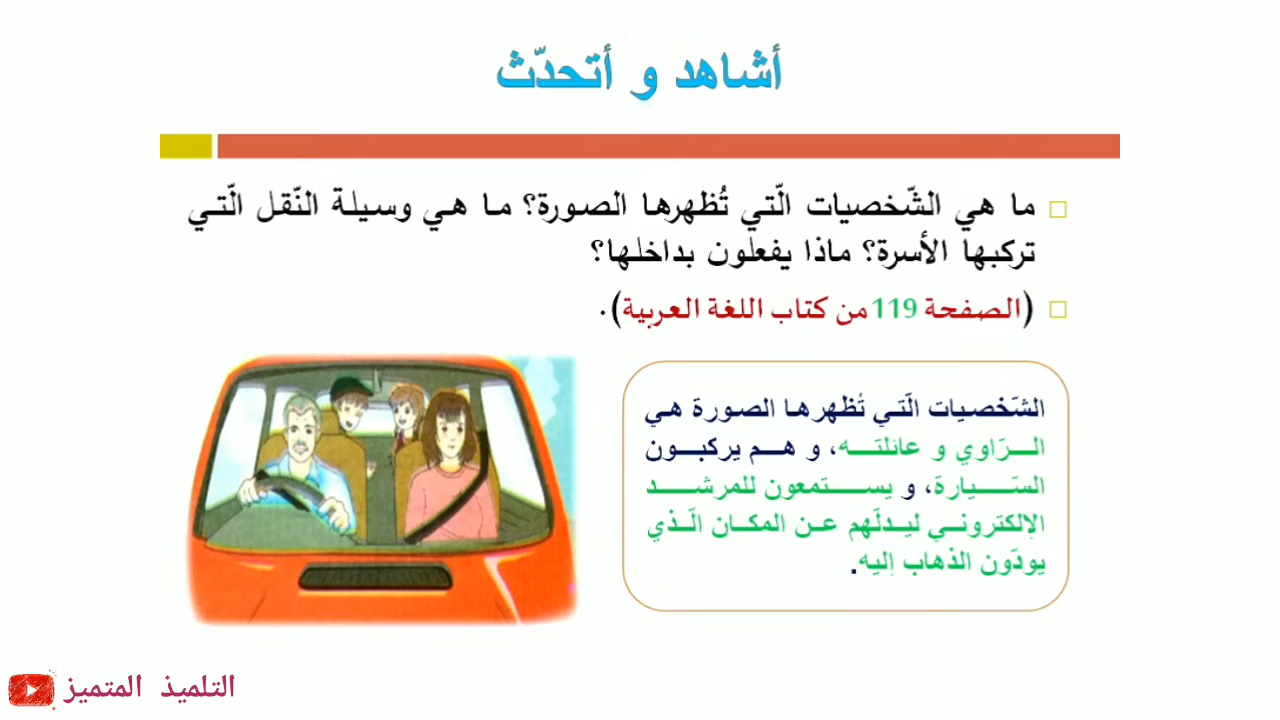 أشاهد و أتحدّث
ما هي الشّخصيات الّتي تُظهرها الصورة؟ ما هي وسيلة النّقل الّتي
تركبها الأسرة؟ ماذا يفعلون بداخلها؟
(الصفحة 119 من كتاب اللغة العربية).
الشّخصيات الّتي تُظهرها الصورة هي
الرّاوي و عائلته، و هم يركبون
السّيارة، و يستمعون للمرشد
الإلكتروني ليدلّهم عن المكان الّذي
يودّون الذهاب إليه.
التلميذ المتميز